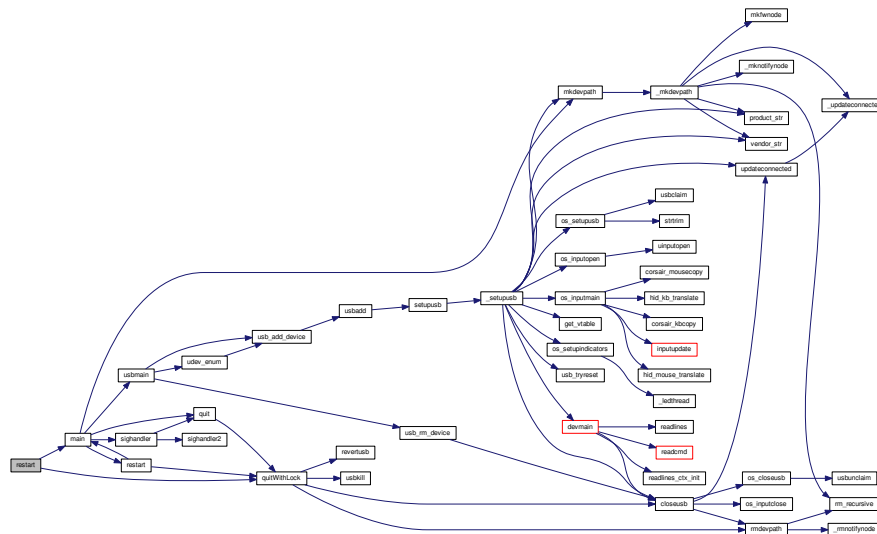 mkfwnode
_mknotifynode
mkdevpath
_mkdevpath
_updateconnected
product_str
vendor_str
updateconnected
usbclaim
os_setupusb
strtrim
uinputopen
os_inputopen
corsair_mousecopy
_setupusb
os_inputmain
hid_kb_translate
setupusb
usbadd
get_vtable
corsair_kbcopy
usb_add_device
os_setupindicators
inputupdate
udev_enum
usbmain
usb_tryreset
hid_mouse_translate
_ledthread
quit
devmain
readlines
usb_rm_device
main
sighandler
sighandler2
revertusb
readcmd
restart
restart
quitWithLock
usbkill
readlines_ctx_init
os_closeusb
usbunclaim
closeusb
os_inputclose
rm_recursive
rmdevpath
_rmnotifynode